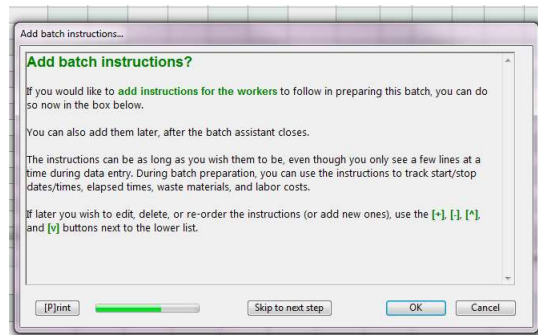 Add batch instructions...
Add batch instructions?
If you would like to add instructions for the workers to follow in preparing this batch, you can do
so now in the box below.
You can also add them later, after the batch assistant closes.
The instructions can be as long as you wish them to be, even though you only see a few lines at a
time during data entry. During batch preparation, you can use the instructions to track start/stop
dates/times, elapsed times, waste materials, and labor costs.
If later you wish to edit, delete, or re-order the instructions (or add new ones), use the [+], [-], [^],
and [v] buttons next to the lower list.
[P]rint
Skip to next step
OK
Cancel